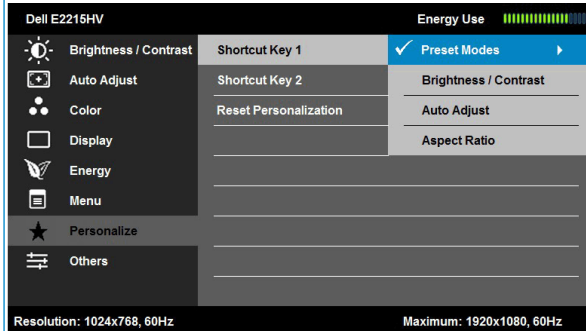 Dell E2215HV Energy Use
Brightness / Contrast Shortcut Key 1 Preset Modes
Auto Adjust Shortcut Key 2 Brightness / Contrast
Color Reset Personalization Auto Adjust
Display Aspect Ratio
Energy
Menu
Personalize
Others
Resolution: 1024x768, 60Hz Maximum: 1920x1080, 60Hz